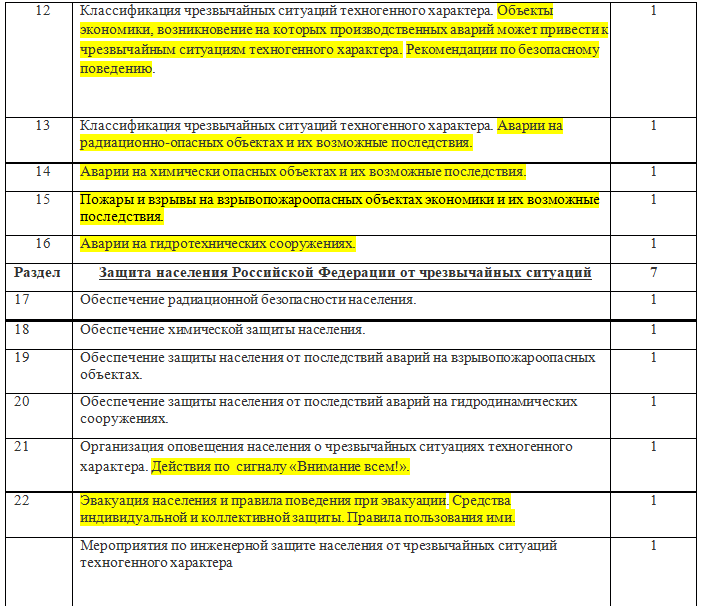 12 Классификация чрезвычайных ситуаций техногенного характера. Объекты 1
экономики, возникновение на которых производственных аварий может привести к
чрезвычайным ситуациям техногенного характера. Рекомендации по безопасному
поведению.
13 Классификация чрезвычайных ситуаций техногенного характера. Аварии на 1
радиационно-опасных объектах и их возможные последствия.
14 Аварии на химически опасных объектах и их возможные последствия. 1
15 Пожары и взрывы на взрывопожароопасных объектах экономики и их возможные 1
последствия.
16 Аварии на гидротехнических сооружениях. 1
Раздел Защита населения Российской Федерации от чрезвычайных ситуаций 7
17 Обеспечение радиационной безопасности населения. 1
18 Обеспечение химической защиты населения. 1
19 Обеспечение защиты населения от последствий аварий на взрывопожароопасных 1
объектах.
20 Обеспечение защиты населения от последствий аварий на гидродинамических 1
сооружениях.
21 Организация оповещения населения о чрезвычайных ситуациях техногенного 1
характера. Действия по сигналу «Внимание всем!».
22 Эвакуация населения и правила поведения при эвакуации. Средства 1
индивидуальной и коллективной защиты. Правила пользования ими.
Мероприятия по инженерной защите населения от чрезвычайных ситуаций 1
техногенного характера